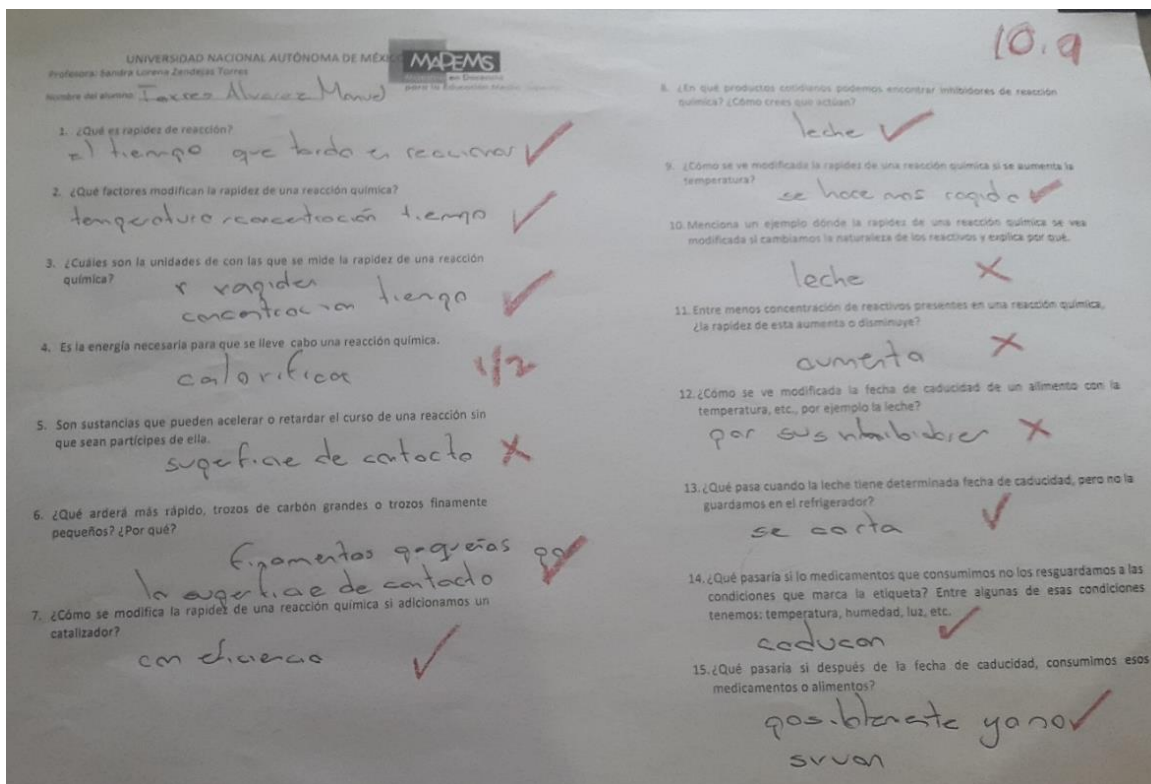 UNIVERSIDAD NACIONAL AUTÓNOMA DE MÉXICO
MADEMS
Profesora: Sandra Lorena Zendejas Torres
en Docencia
para la Educación Media Superior
Nombre del alumno: Torres Alvarez Manuel
1. ¿Qué es rapidez de reacción?
el tiempo que tarda en reaccionar
2. ¿Qué factores modifican la rapidez de una reacción química?
temperatura concentración tiempo
3. ¿Cuáles son la unidades de con las que se mide la rapidez de una reacción
química?
r rapidez
concentracion tiempo
4. Es la energía necesaria para que se lleve cabo una reacción química.
calorifica
1/2
5. Son sustancias que pueden acelerar o retardar el curso de una reacción sin
que sean partícipes de ella.
superficie de contacto
6. ¿Qué arderá más rápido, trozos de carbón grandes o trozos finamente
pequeños? ¿Por qué?
pequeñas
la superficie de contacto
7. ¿Cómo se modifica la rapidez de una reacción química si adicionamos un
catalizador?
con eficiencia
10.9
8. ¿En qué productos cotidianos podemos encontrar inhibidores de reacción
química? ¿Cómo crees que actúan?
leche
9. ¿Cómo se ve modificada la rapidez de una reacción química si se aumenta la
temperatura?
se hace mas rapido
10. Menciona un ejemplo dónde la rapidez de una reacción química se vea
modificada si cambiamos la naturaleza de los reactivos y explica por qué.
leche
11. Entre menos concentración de reactivos presentes en una reacción química,
¿la rapidez de esta aumenta o disminuye?
aumenta
12. ¿Cómo se ve modificada la fecha de caducidad de un alimento con la
temperatura, etc., por ejemplo la leche?
por sus
13. ¿Qué pasa cuando la leche tiene determinada fecha de caducidad, pero no la
guardamos en el refrigerador?
se corta
14. ¿Qué pasaría si lo medicamentos que consumimos no los resguardamos a las
condiciones que marca la etiqueta? Entre algunas de esas condiciones
tenemos: temperatura, humedad, luz, etc.
caducan
15. ¿Qué pasaría si después de la fecha de caducidad, consumimos esos
medicamentos o alimentos?
posiblemente ya no
sirvan